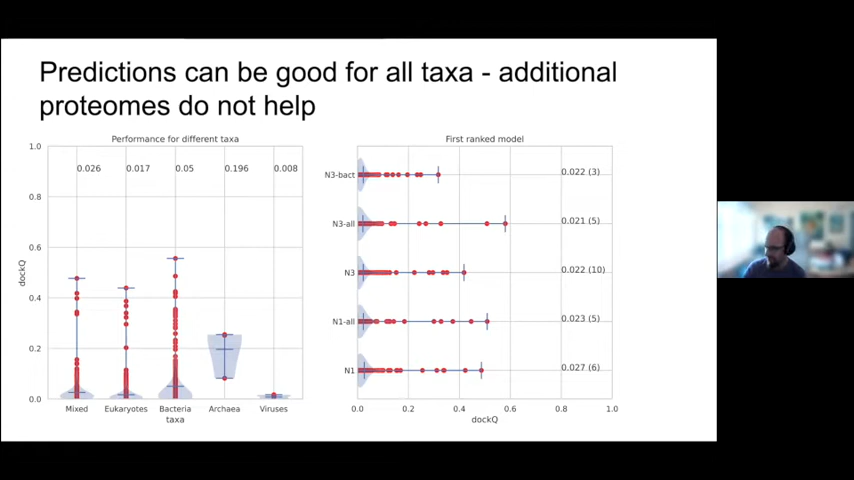 Predictions can be good for all taxa - additional
proteomes do not help
Performance for different taxa
1.0
0.8
0.6
0.4
0.2
0.0
dockQ
0.026
0.017
0.05
0.196
0.008
Mixed
Eukaryotes
Bacteria
Archaea
Viruses
taxa
First ranked model
N3-bact
N3-all
N3
N1-all
N1
0.022 (3)
0.021 (5)
0.022 (10)
0.023 (5)
0.027 (6)
0.0
0.2
0.4
0.6
0.8
1.0
dockQ